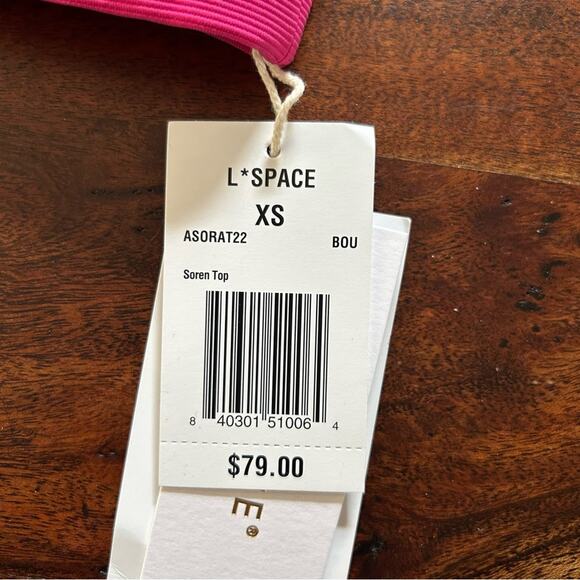 L*SPACE
XS
ASORAT22 BOU
Soren Top
8 40301 51006 4
$79.00
E®